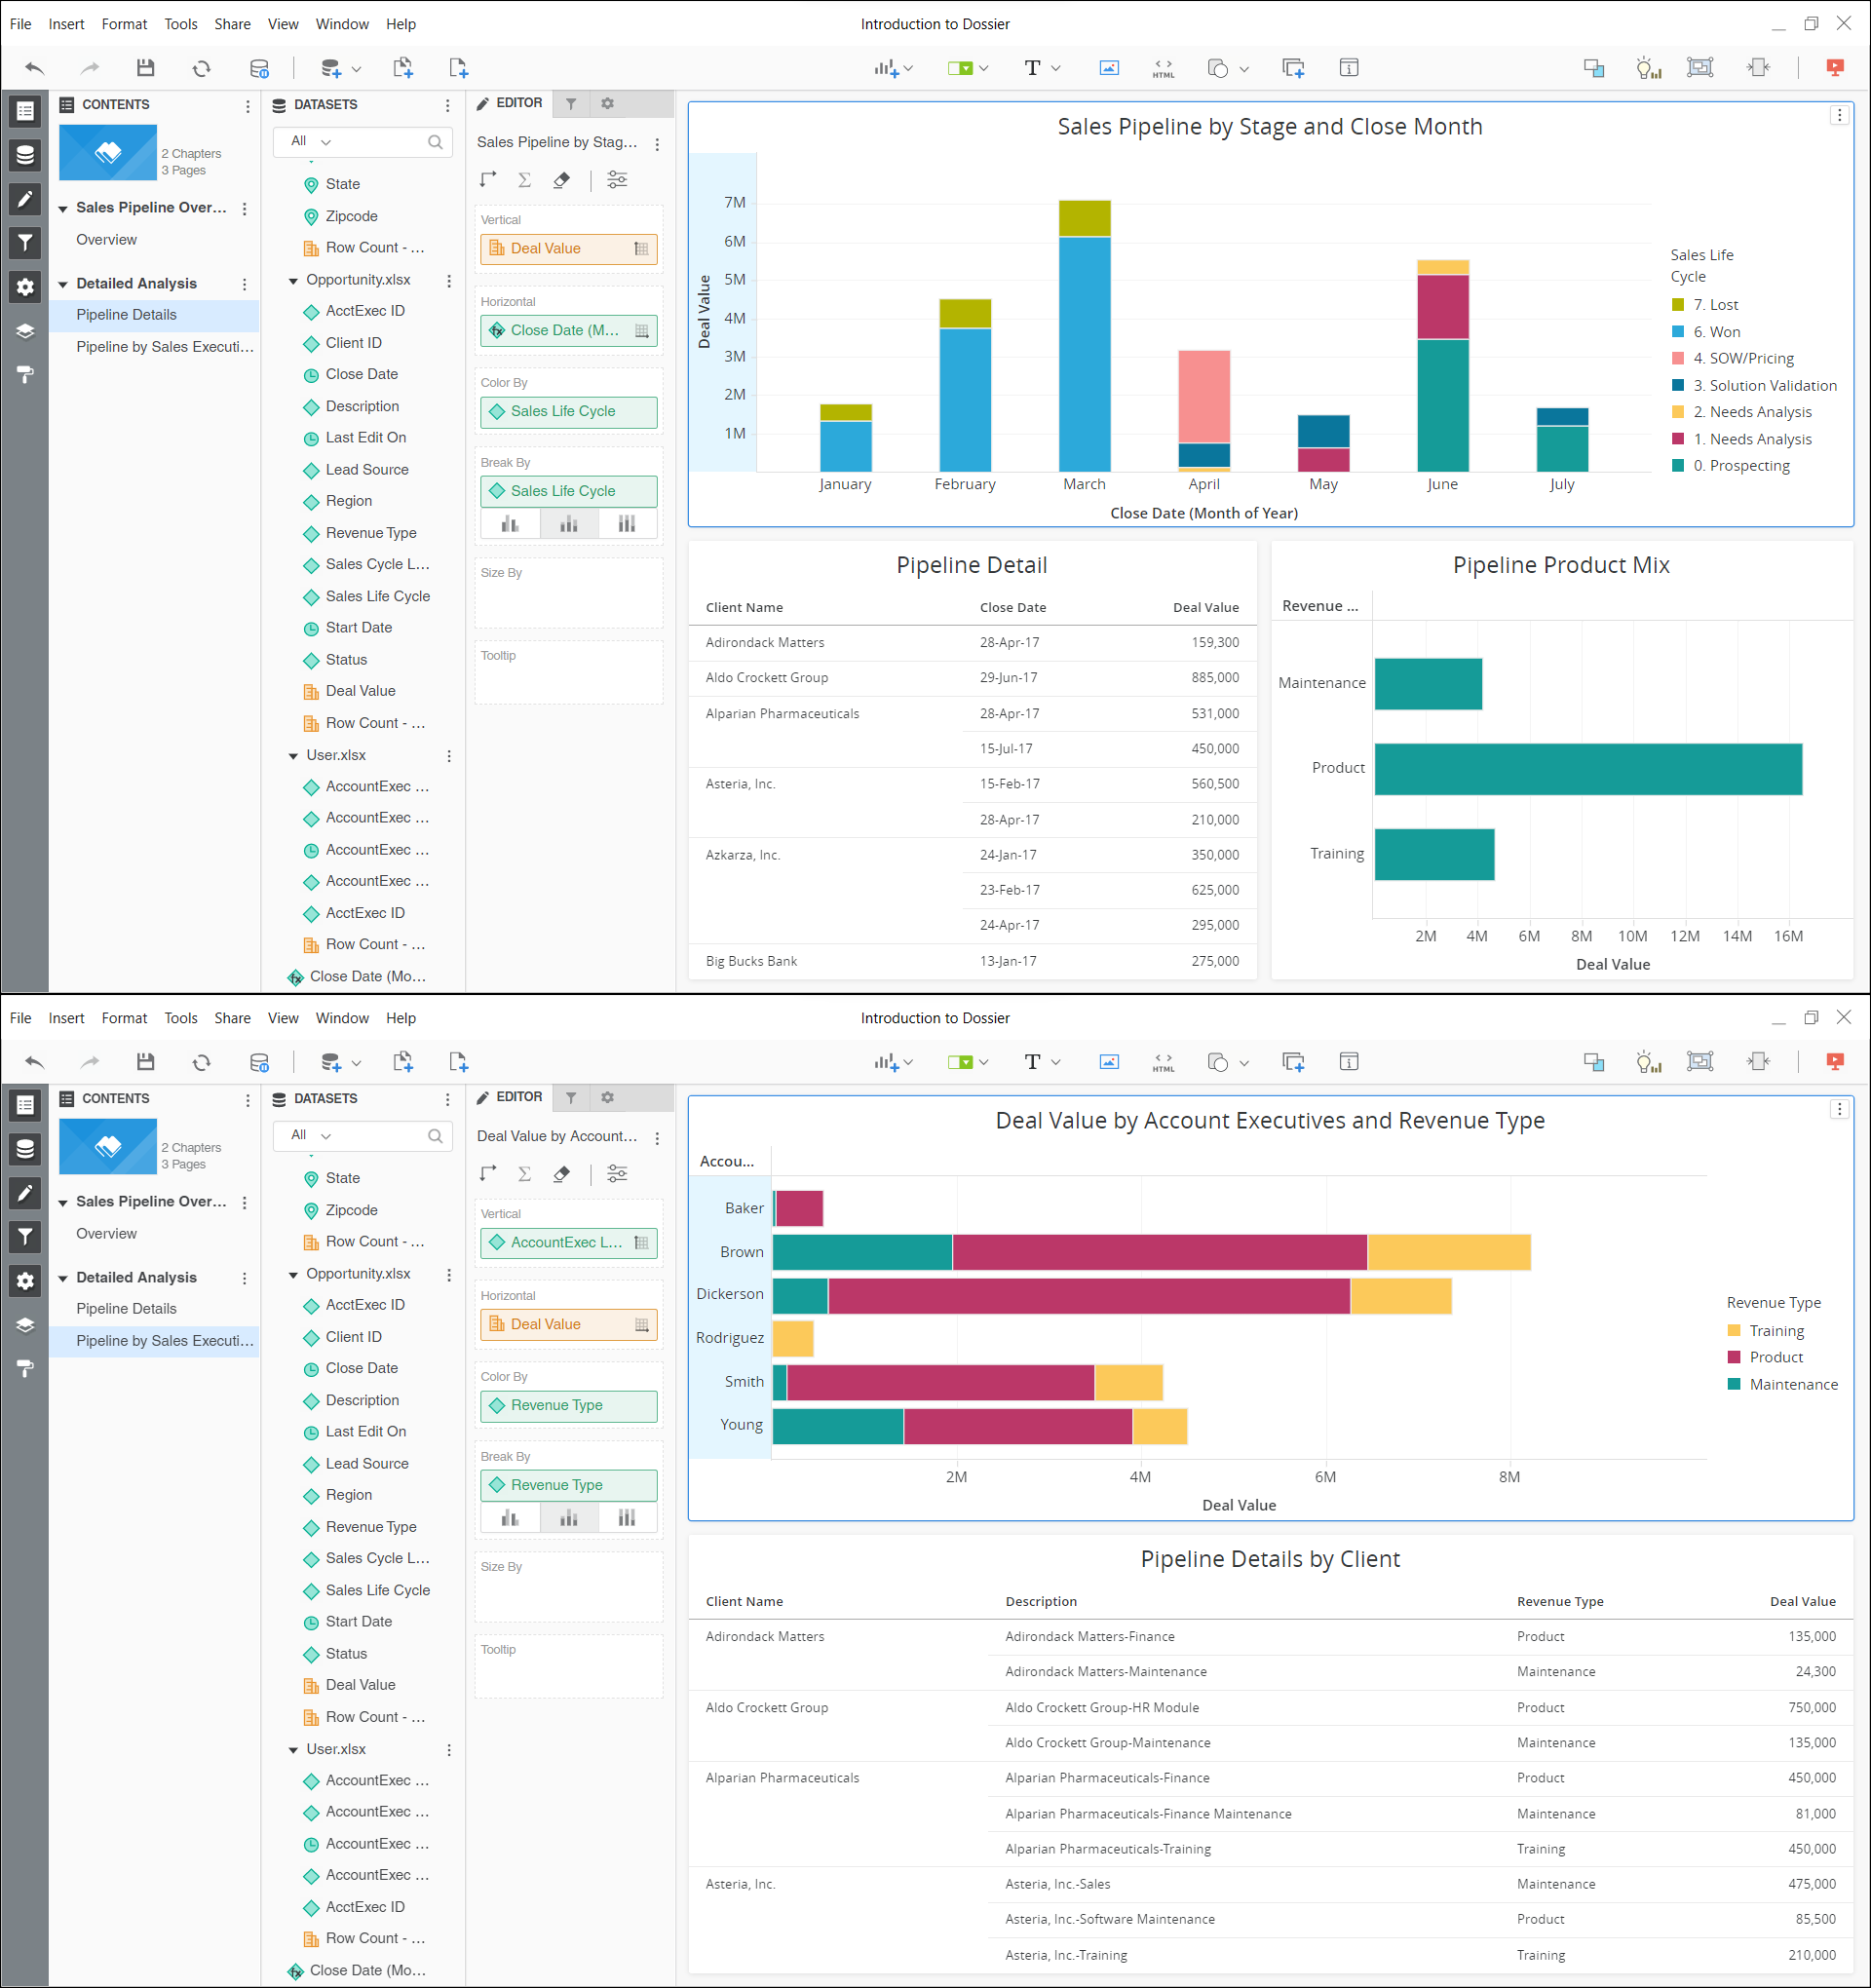 File Insert Format Tools Share View Window Help Introduction to Dossier
HTML
CONTENTS
2 Chapters
3 Pages
Sales Pipeline Over...
Overview
Detailed Analysis
Pipeline Details
Pipeline by Sales Executi...
DATASETS
All
State
Zipcode
Row Count - ...
Opportunity.xlsx
AcctExec ID
Client ID
Close Date
Description
Last Edit On
Lead Source
Region
Revenue Type
Sales Cycle L...
Sales Life Cycle
Start Date
Status
Deal Value
Row Count - ...
User.xlsx
AccountExec ...
AccountExec ...
AccountExec ...
AccountExec ...
AcctExec ID
Row Count - ...
Close Date (Mo...
EDITOR
Sales Pipeline by Stag...
Vertical
Deal Value
Horizontal
Close Date (M...
Color By
Sales Life Cycle
Break By
Sales Life Cycle
Size By
Tooltip
Sales Pipeline by Stage and Close Month
Deal Value
7M
6M
5M
4M
3M
2M
1M
January February March April May June July
Close Date (Month of Year)
Sales Life
Cycle
7. Lost
6. Won
4. SOW/Pricing
3. Solution Validation
2. Needs Analysis
1. Needs Analysis
0. Prospecting
Pipeline Detail
Client Name Close Date Deal Value
Adirondack Matters 28-Apr-17 159,300
Aldo Crockett Group 29-Jun-17 885,000
Alparian Pharmaceuticals 28-Apr-17 531,000
15-Jul-17 450,000
Asteria, Inc. 15-Feb-17 560,500
28-Apr-17 210,000
Azkarza, Inc. 24-Jan-17 350,000
23-Feb-17 625,000
24-Apr-17 295,000
Big Bucks Bank 13-Jan-17 275,000
Pipeline Product Mix
Revenue ...
Maintenance
Product
Training
2M 4M 6M 8M 10M 12M 14M 16M
Deal Value
File Insert Format Tools Share View Window Help Introduction to Dossier
HTML
CONTENTS
2 Chapters
3 Pages
Sales Pipeline Over...
Overview
Detailed Analysis
Pipeline Details
Pipeline by Sales Executi...
DATASETS
All
State
Zipcode
Row Count - ...
Opportunity.xlsx
AcctExec ID
Client ID
Close Date
Description
Last Edit On
Lead Source
Region
Revenue Type
Sales Cycle L...
Sales Life Cycle
Start Date
Status
Deal Value
Row Count - ...
User.xlsx
AccountExec ...
AccountExec ...
AccountExec ...
AccountExec ...
AcctExec ID
Row Count - ...
Close Date (Mo...
EDITOR
Deal Value by Account...
Vertical
AccountExec L...
Horizontal
Deal Value
Color By
Revenue Type
Break By
Revenue Type
Size By
Tooltip
Deal Value by Account Executives and Revenue Type
Accou...
Baker
Brown
Dickerson
Rodriguez
Smith
Young
2M 4M 6M 8M
Deal Value
Revenue Type
Training
Product
Maintenance
Pipeline Details by Client
Client Name Description Revenue Type Deal Value
Adirondack Matters Adirondack Matters-Finance Product 135,000
Adirondack Matters-Maintenance Maintenance 24,300
Aldo Crockett Group Aldo Crockett Group-HR Module Product 750,000
Aldo Crockett Group-Maintenance Maintenance 135,000
Alparian Pharmaceuticals Alparian Pharmaceuticals-Finance Product 450,000
Alparian Pharmaceuticals-Finance Maintenance Maintenance 81,000
Alparian Pharmaceuticals-Training Training 450,000
Asteria, Inc. Asteria, Inc.-Sales Maintenance 475,000
Asteria, Inc.-Software Maintenance Product 85,500
Asteria, Inc.-Training Training 210,000